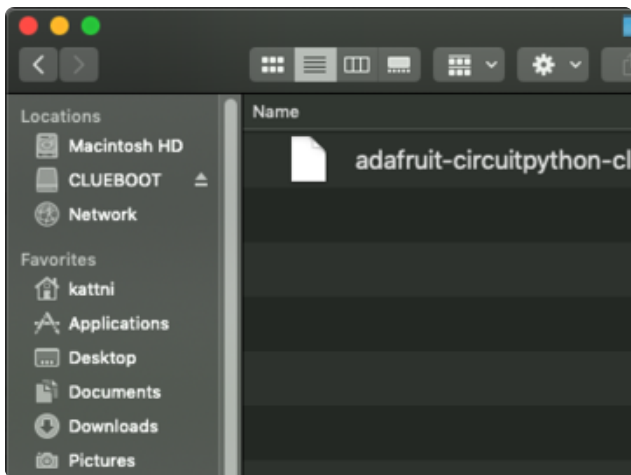 Name
adafruit-circuitpython-cl
Locations
Macintosh HD
CLUEBOOT
Network
Favorites
kattni
Applications
Desktop
Documents
Downloads
Pictures